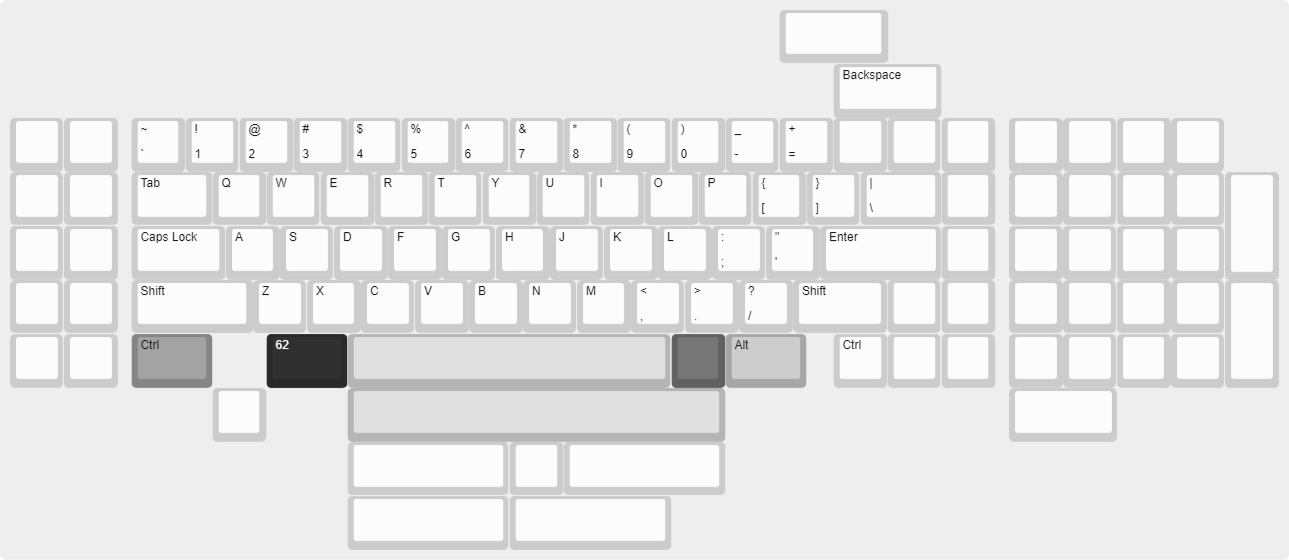 Backspace
~ ! @ # $ % ^ & * ( ) _ +
` 1 2 3 4 5 6 7 8 9 0 - =
Tab Q W E R T Y U I O P { } |
[ ] \
Caps Lock A S D F G H J K L : " Enter
; '
Shift Z X C V B N M < > ? Shift
, . /
Ctrl 62 Alt Ctrl